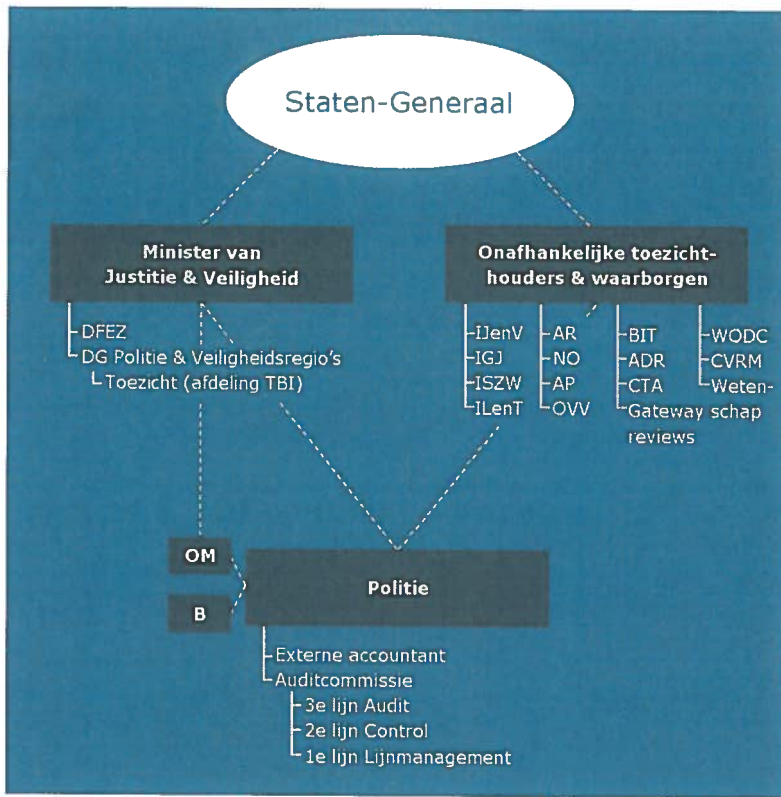 Staten-Generaal
Minister van
Justitie & Veiligheid
DFEZ
DG Politie & Veiligheidsregio's
Toezicht (afdeling TBI)
Onafhankelijke toezicht-
houders & waarborgen
IJenV
IGJ
ISZW
ILenT
AR
NO
AP
OVV
BIT
ADR
CTA
Gateway
reviews
WODC
CVRM
Weten-
schap
OM
B
Politie
Externe accountant
Auditcommissie
3e lijn Audit
2e lijn Control
1e lijn Lijnmanagement